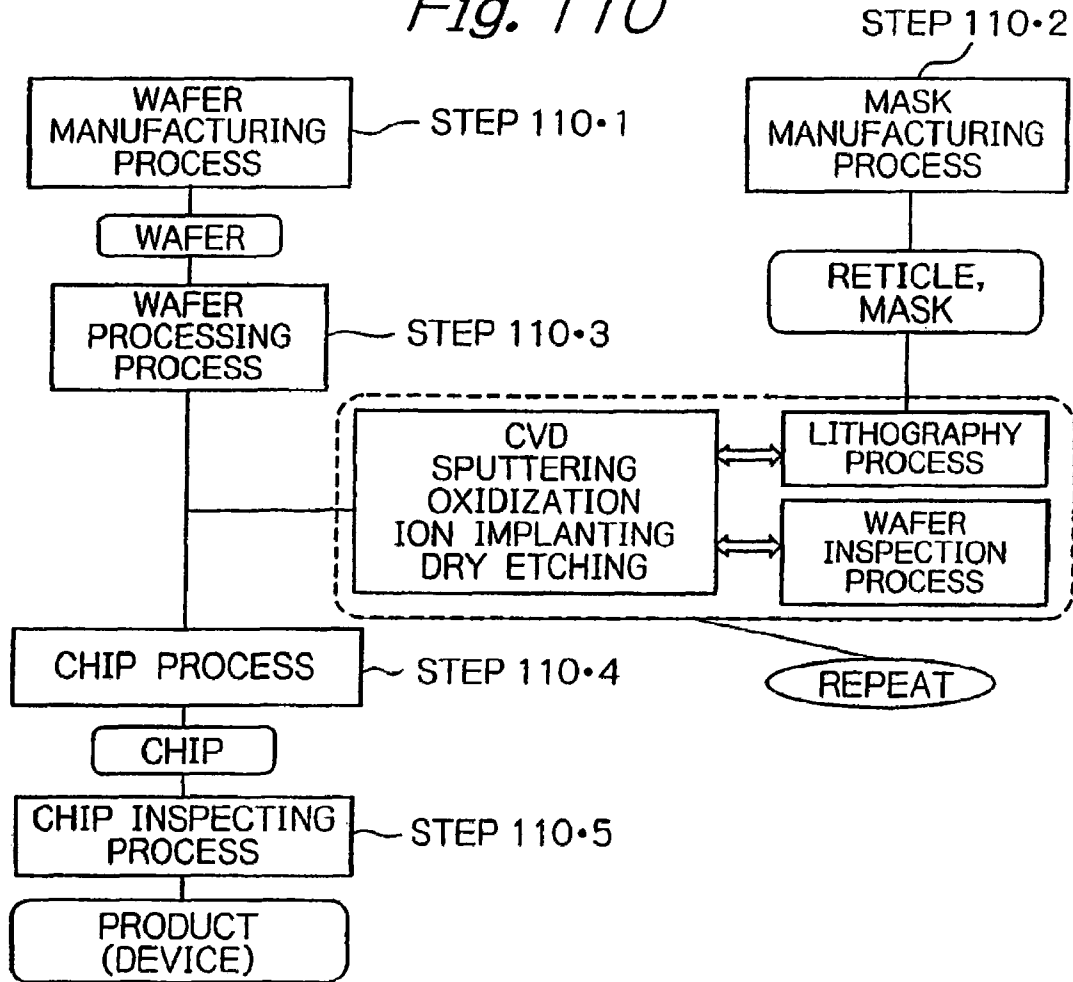 Fig. 110
STEP 110·2
WAFER
MANUFACTURING
PROCESS
STEP 110·1
MASK
MANUFACTURING
PROCESS
WAFER
RETICLE,
MASK
WAFER
PROCESSING
PROCESS
STEP 110·3
CVD
SPUTTERING
OXIDIZATION
ION IMPLANTING
DRY ETCHING
LITHOGRAPHY
PROCESS
WAFER
INSPECTION
PROCESS
REPEAT
CHIP PROCESS
STEP 110·4
CHIP
CHIP INSPECTING
PROCESS
STEP 110·5
PRODUCT
(DEVICE)